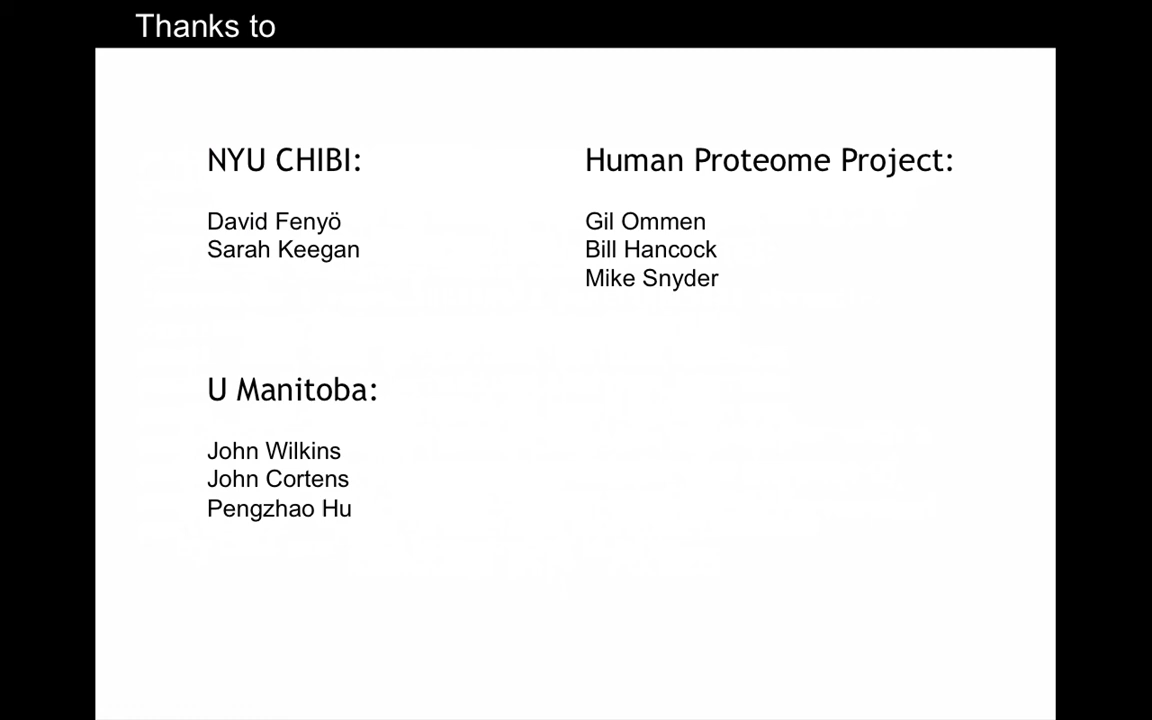 Thanks to
NYU CHIBI:
David Fenyö
Sarah Keegan
Human Proteome Project:
Gil Ommen
Bill Hancock
Mike Snyder
U Manitoba:
John Wilkins
John Cortens
Pengzhao Hu